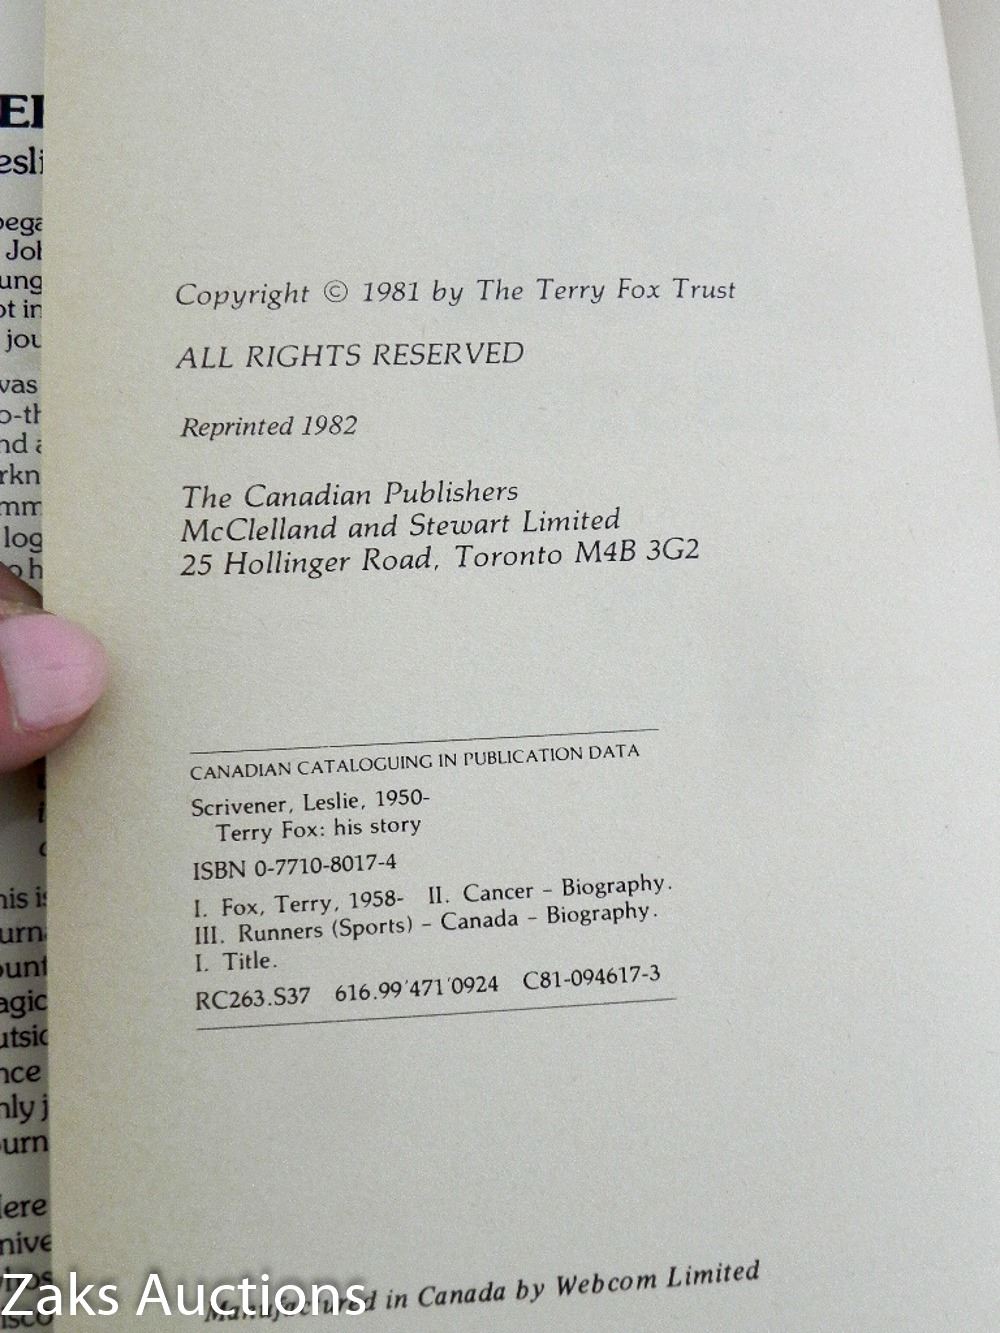 Copyright © 1981 by The Terry Fox Trust
ALL RIGHTS RESERVED
Reprinted 1982
The Canadian Publishers
McClelland and Stewart Limited
25 Hollinger Road, Toronto M4B 3G2
CANADIAN CATALOGUING IN PUBLICATION DATA
Scrivener, Leslie, 1950-
Terry Fox: his story
ISBN 0-7710-8017-4
I. Fox, Terry, 1958- II. Cancer – Biography.
III. Runners (Sports) – Canada – Biography.
I. Title.
RC263.S37 616.99'471'0924 C81-094617-3
Manufactured in Canada by Webcom Limited
Zaks Auctions